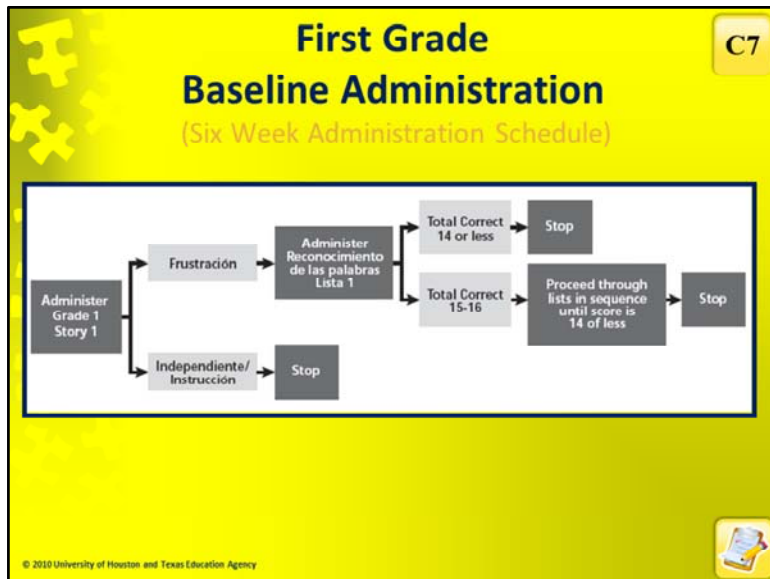 First Grade
Baseline Administration
(Six Week Administration Schedule)
C7
Administer
Grade 1
Story 1
Frustración
Independiente/
Instrucción
Administer
Reconocimiento
de las palabras
Lista 1
Stop
Total Correct
14 or less
Total Correct
15-16
Stop
Proceed through
lists in sequence
until score is
14 of less
Stop
© 2010 University of Houston and Texas Education Agency